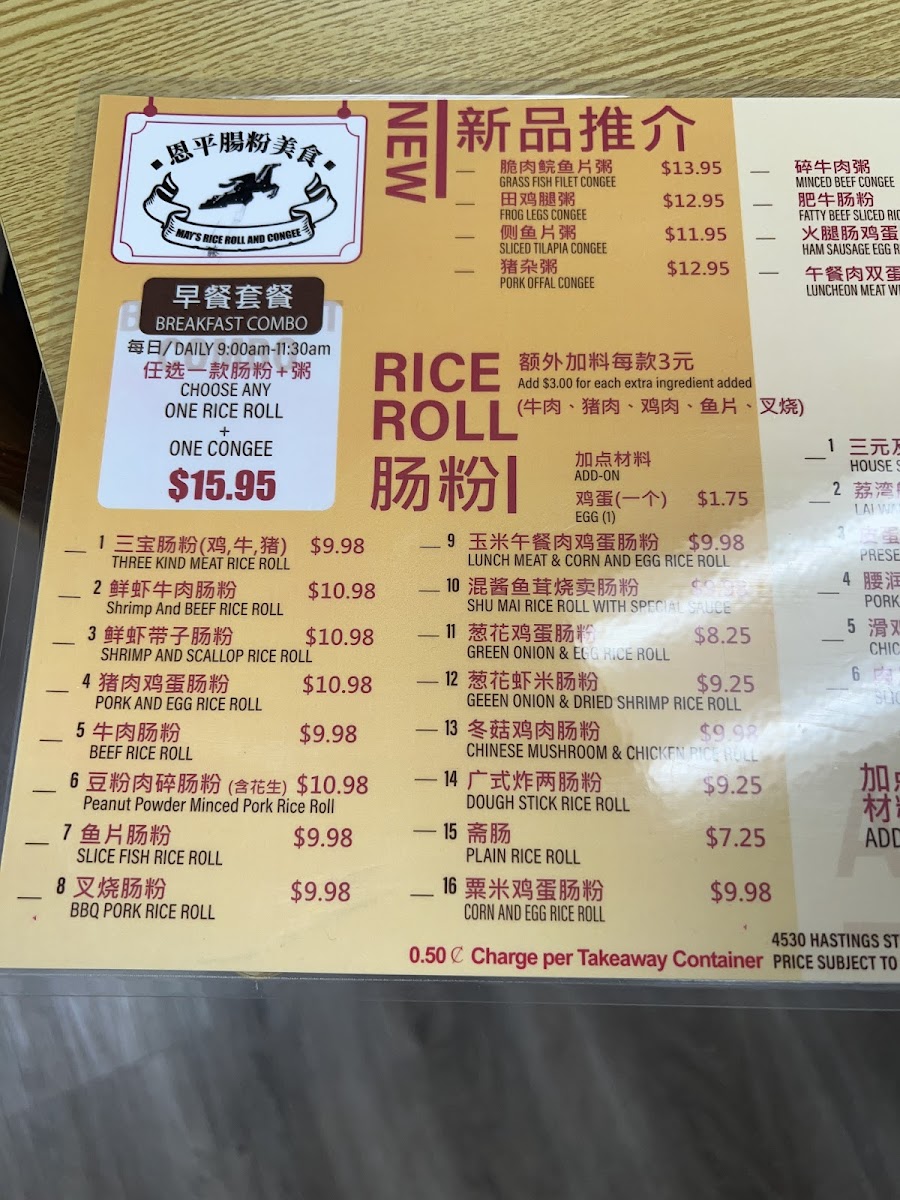 恩平腸粉美食
MAY'S RICE ROLL AND CONGEE
早餐套餐
BREAKFAST COMBO
每日/ DAILY 9:00am-11:30am
任选一款肠粉+粥
CHOOSE ANY
ONE RICE ROLL
+
ONE CONGEE
$15.95
NEW
新品推介
脆肉鲩鱼片粥 $13.95
GRASS FISH FILET CONGEE
田鸡腿粥 $12.95
FROG LEGS CONGEE
侧鱼片粥 $11.95
SLICED TILAPIA CONGEE
猪杂粥 $12.95
PORK OFFAL CONGEE
碎牛肉粥
MINCED BEEF CONGEE
肥牛肠粉
FATTY BEEF SLICED RIC
火腿肠鸡蛋
HAM SAUSAGE EGG R
午餐肉双蛋
LUNCHEON MEAT W
RICE
ROLL
肠粉
额外加料每款3元
Add $3.00 for each extra ingredient added
(牛肉、猪肉、鸡肉、鱼片、叉烧)
加点材料
ADD-ON
鸡蛋(一个) $1.75
EGG (1)
1 三宝肠粉(鸡,牛,猪) $9.98
THREE KIND MEAT RICE ROLL
2 鲜虾牛肉肠粉 $10.98
Shrimp And BEEF RICE ROLL
3 鲜虾带子肠粉 $10.98
SHRIMP AND SCALLOP RICE ROLL
4 猪肉鸡蛋肠粉 $10.98
PORK AND EGG RICE ROLL
5 牛肉肠粉 $9.98
BEEF RICE ROLL
6 豆粉肉碎肠粉 (含花生) $10.98
Peanut Powder Minced Pork Rice Roll
7 鱼片肠粉 $9.98
SLICE FISH RICE ROLL
8 叉烧肠粉 $9.98
BBQ PORK RICE ROLL
9 玉米午餐肉鸡蛋肠粉 $9.98
LUNCH MEAT & CORN AND EGG RICE ROLL
10 混酱鱼茸烧卖肠粉 $9.98
SHU MAI RICE ROLL WITH SPECIAL SAUCE
11 葱花鸡蛋肠粉 $8.25
GREEN ONION & EGG RICE ROLL
12 葱花虾米肠粉 $9.25
GEEEN ONION & DRIED SHRIMP RICE ROLL
13 冬菇鸡肉肠粉 $9.98
CHINESE MUSHROOM & CHICKEN RICE ROLL
14 广式炸两肠粉 $9.25
DOUGH STICK RICE ROLL
15 斋肠 $7.25
PLAIN RICE ROLL
16 粟米鸡蛋肠粉 $9.98
CORN AND EGG RICE ROLL
1 三元及
HOUSE S
2 荔湾
LAI WA
3 皮蛋
PRESE
4 腰润
PORK
5 滑鸡
CHIC
6 肉
SLIC
加点
材料
ADD
0.50 ₡ Charge per Takeaway Container
4530 HASTINGS ST
PRICE SUBJECT TO